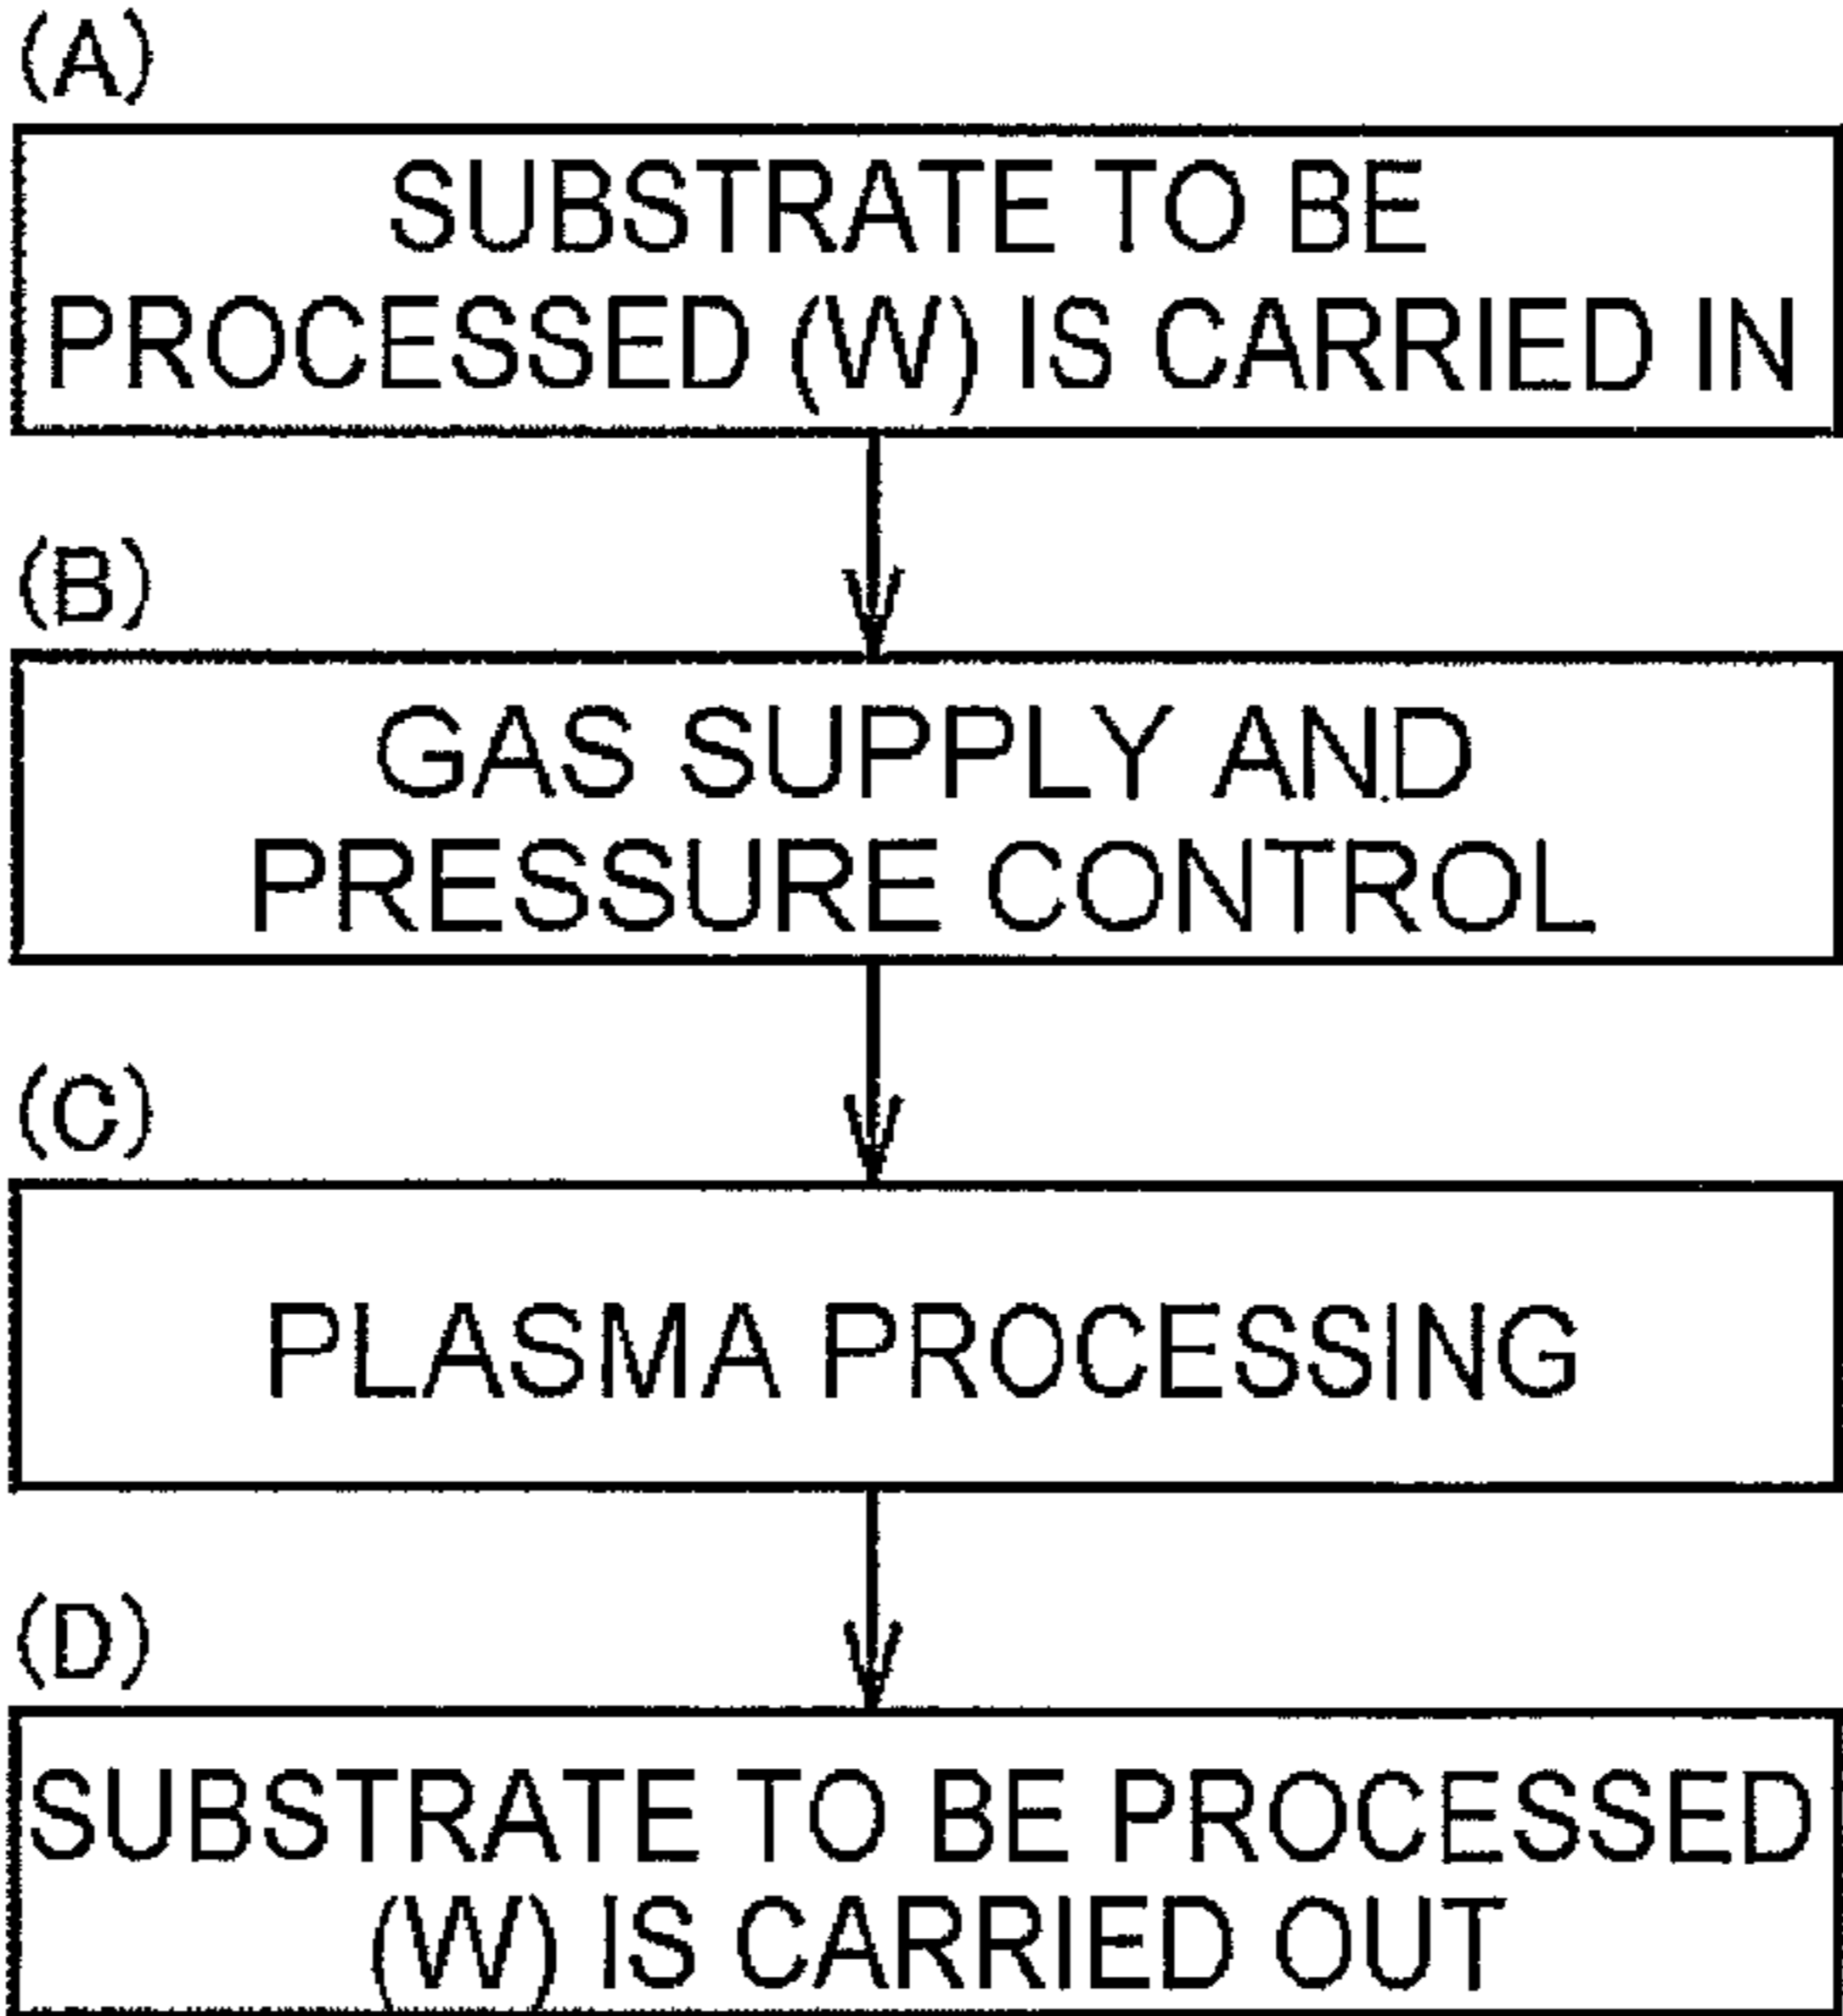 (A)
SUBSTRATE TO BE
PROCESSED (W) IS CARRIED IN
(B)
GAS SUPPLY AND
PRESSURE CONTROL
(C)
PLASMA PROCESSING
(D)
SUBSTRATE TO BE PROCESSED
(W) IS CARRIED OUT